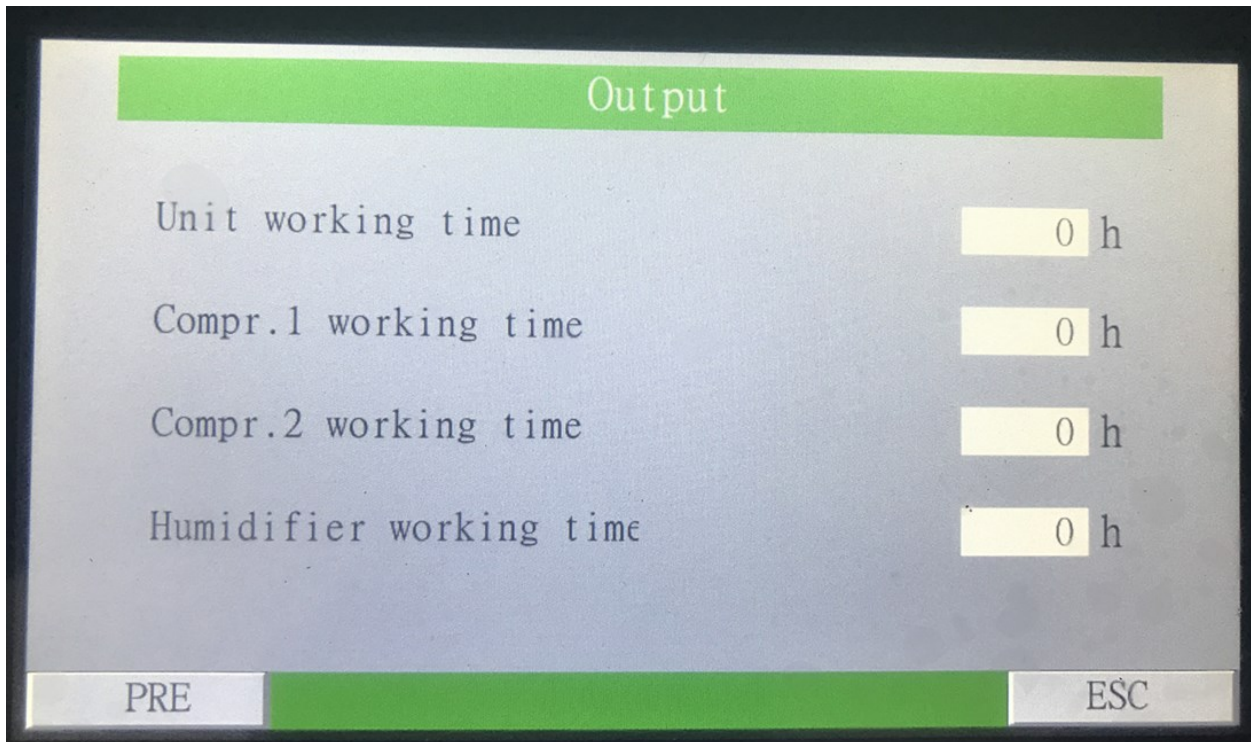 Output
Unit working time 0 h
Compr.1 working time 0 h
Compr.2 working time 0 h
Humidifier working time 0 h
PRE ESC